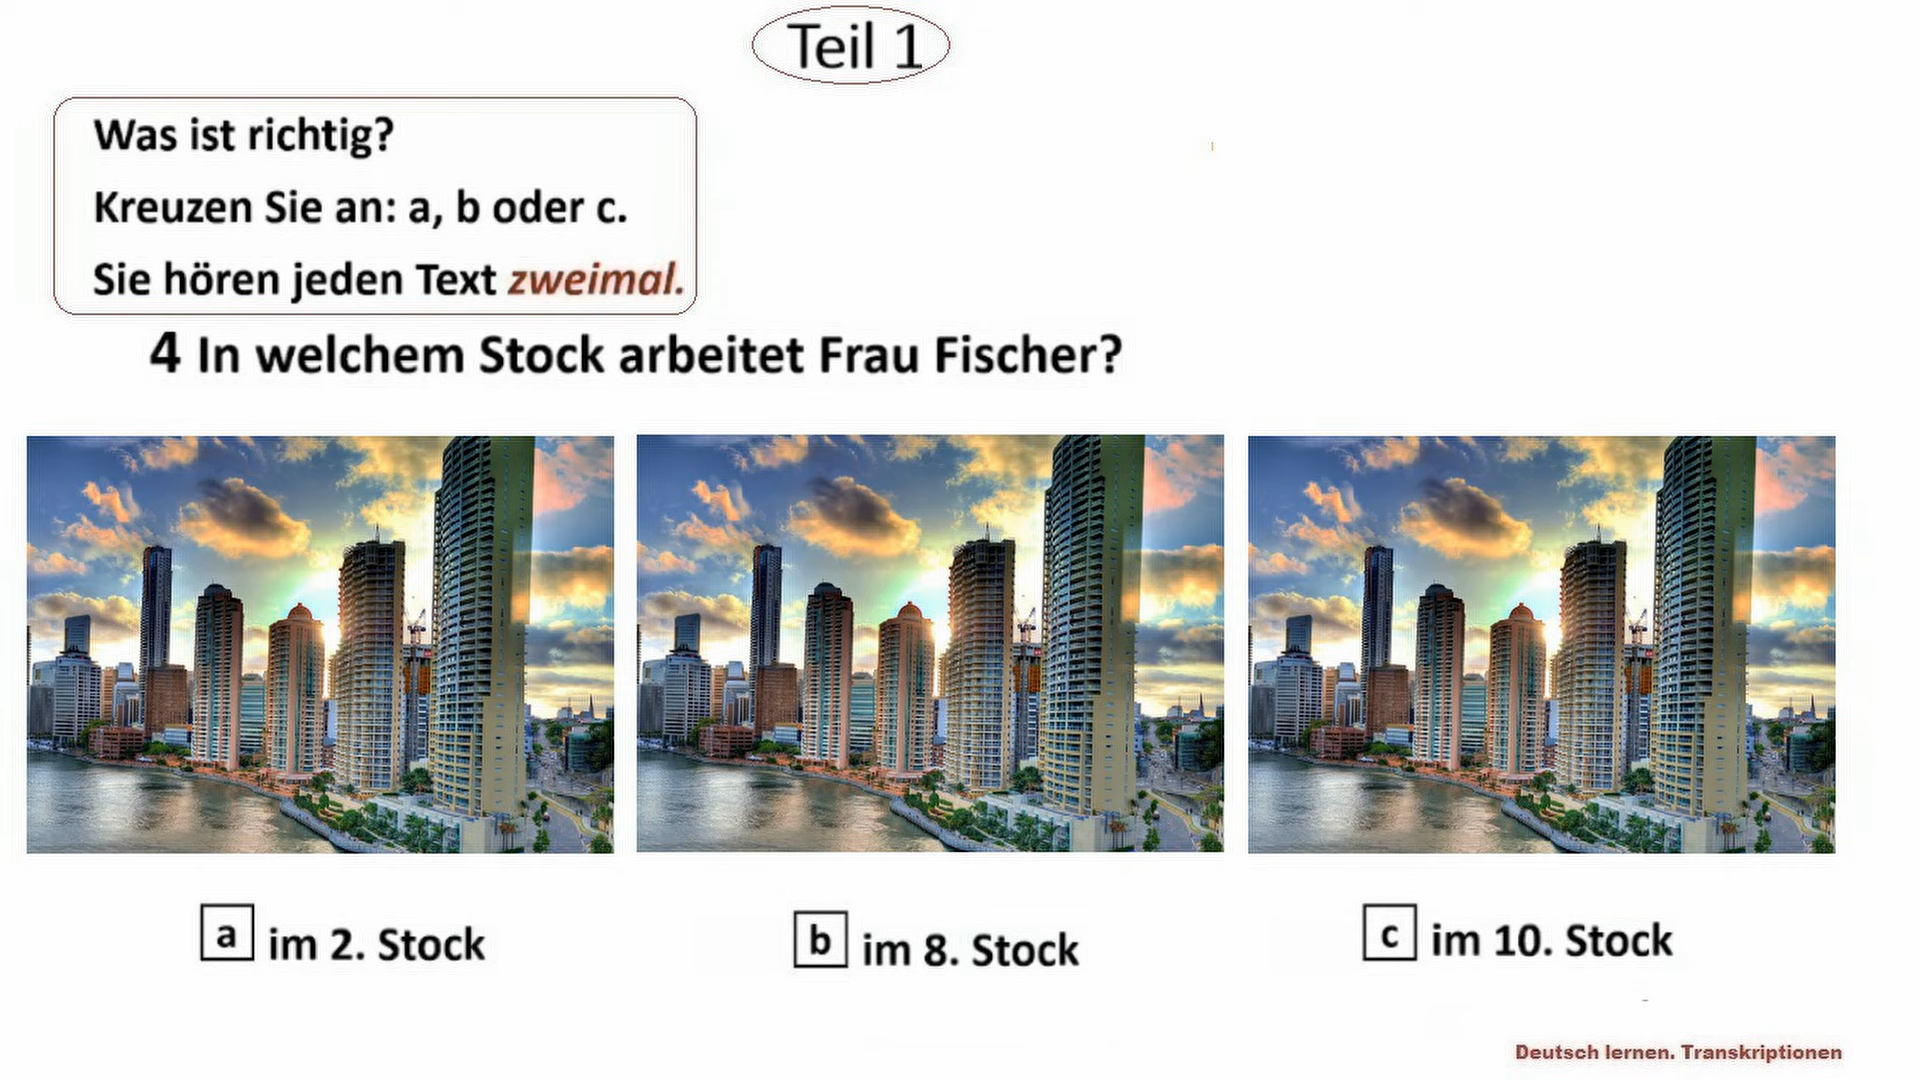 Teil 1
Was ist richtig?
Kreuzen Sie an: a, b oder c.
Sie hören jeden Text zweimal.
4 In welchem Stock arbeitet Frau Fischer?
a im 2. Stock
b im 8. Stock
c im 10. Stock
Deutsch lernen. Transkriptionen